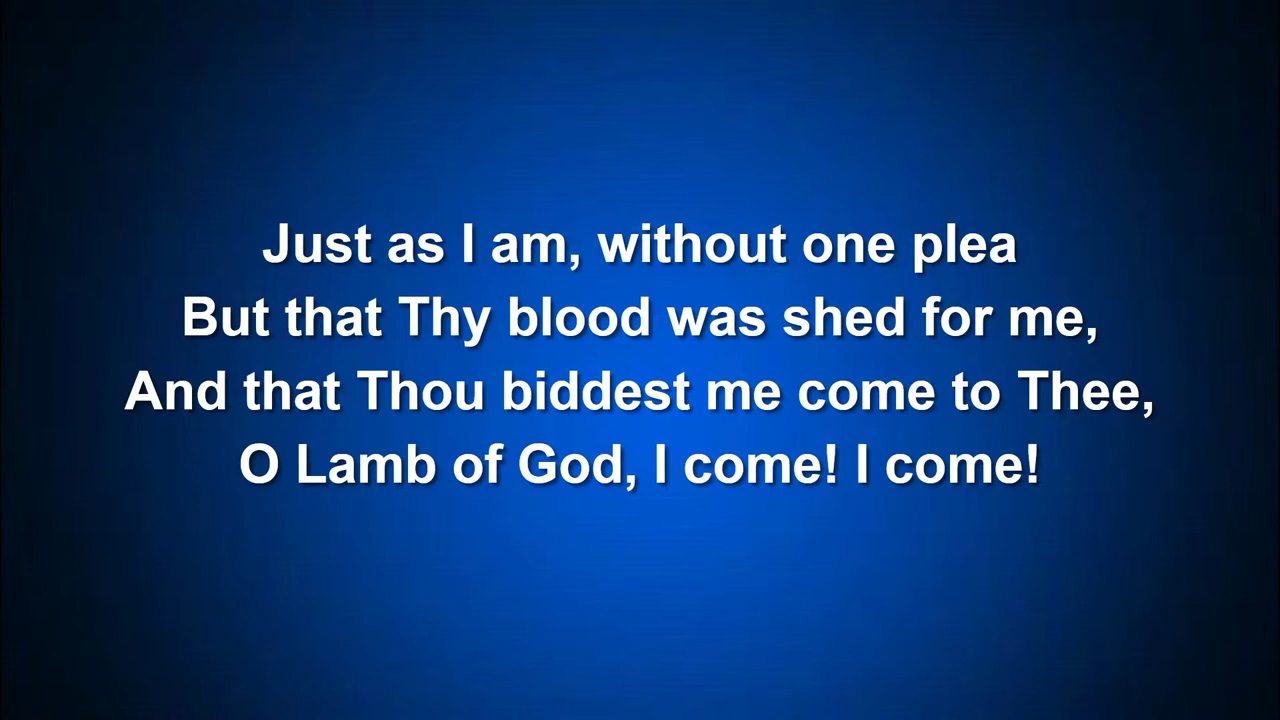 Just as I am, without one plea
But that Thy blood was shed for me,
And that Thou biddest me come to Thee,
O Lamb of God, I come! I come!